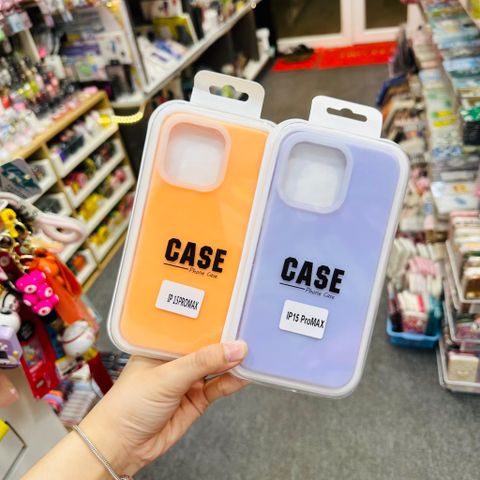 CASE
Phone Case
IP 15PROMAX
CASE
Phone Case
IP15 ProMAX